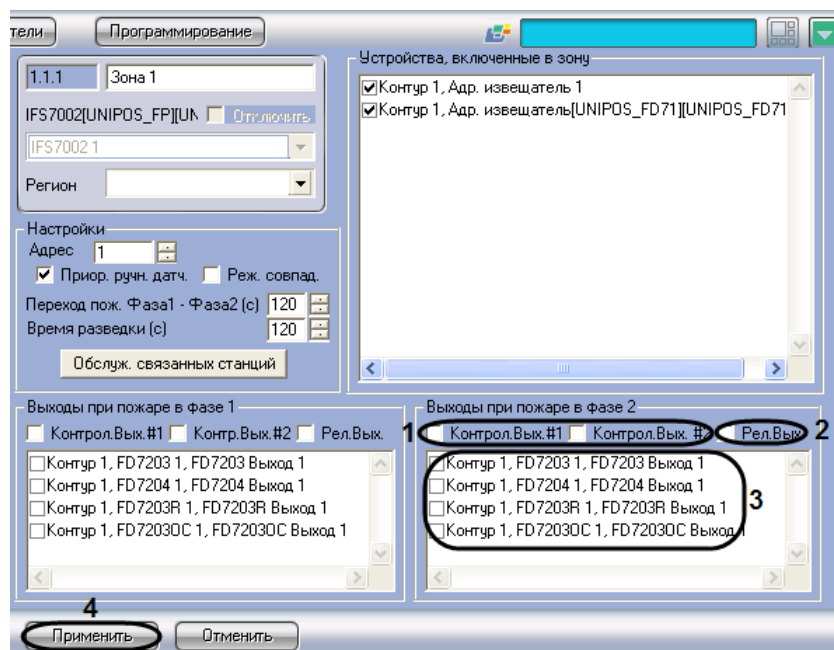 тели Программирование
1.1.1 Зона 1
IFS7002[UNIPOS_FP][UN Отключить
IFS7002 1
Регион
Устройства, включенные в зону
Контур 1, Адр. извещатель 1
Контур 1, Адр. извещатель[UNIPOS_FD71][UNIPOS_FD71
Настройки
Адрес 1
Приор. ручн. датч. Реж. совпад.
Переход пож. Фаза1 - Фаза2 (с) 120
Время разведки (с) 120
Обслуж. связанных станций
Выходы при пожаре в фазе 1
Контрол.Вых.#1 Контр.Вых.#2 Рел.Вых.
Контур 1, FD7203 1, FD7203 Выход 1
Контур 1, FD7204 1, FD7204 Выход 1
Контур 1, FD7203R 1, FD7203R Выход 1
Контур 1, FD7203OC 1, FD7203OC Выход 1
Выходы при пожаре в фазе 2
1 Контрол.Вых.#1 Контрол.Вых. #2 Рел.Вых 2
Контур 1, FD7203 1, FD7203 Выход 1
Контур 1, FD7204 1, FD7204 Выход 1
Контур 1, FD7203R 1, FD7203R Выход 1
Контур 1, FD7203OC 1, FD7203OC Выход 1
3
4
Применить Отменить